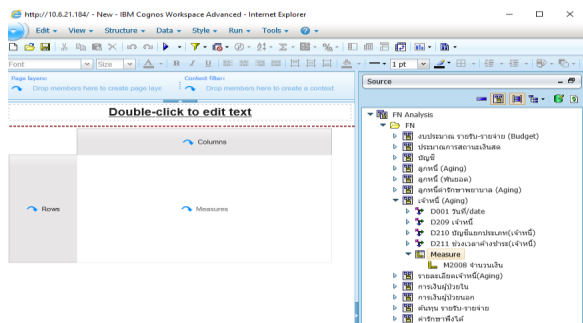 http://10.6.21.184/ - New - IBM Cognos Workspace Advanced - Internet Explorer
Edit View Structure Data Style Run Tools
Font Size 1 pt
Page layers: Context filter:
Drop members here to create page laye Drop members here to create a context
Double-click to edit text
Columns
Rows
Measures
Source
FN Analysis
FN
งบประมาณ รายรับ-รายจ่าย (Budget)
ประมาณการสถานะเงินสด
บัญชี
ลูกหนี้ (Aging)
ลูกหนี้ (พันยอด)
ลูกหนี้ค่ารักษาพยาบาล (Aging)
เจ้าหนี้ (Aging)
D001 วันที่/date
D209 เจ้าหนี้
D210 บัญชีแยกประเภท(เจ้าหนี้)
D211 ช่วงเวลาค้างชำระ(เจ้าหนี้)
Measure
M2008 จำนวนเงิน
รายละเอียดเจ้าหนี้(Aging)
การเงินผู้ป่วยใน
การเงินผู้ป่วยนอก
ต้นทุน รายรับ-รายจ่าย
ค่ารักษาพึงได้